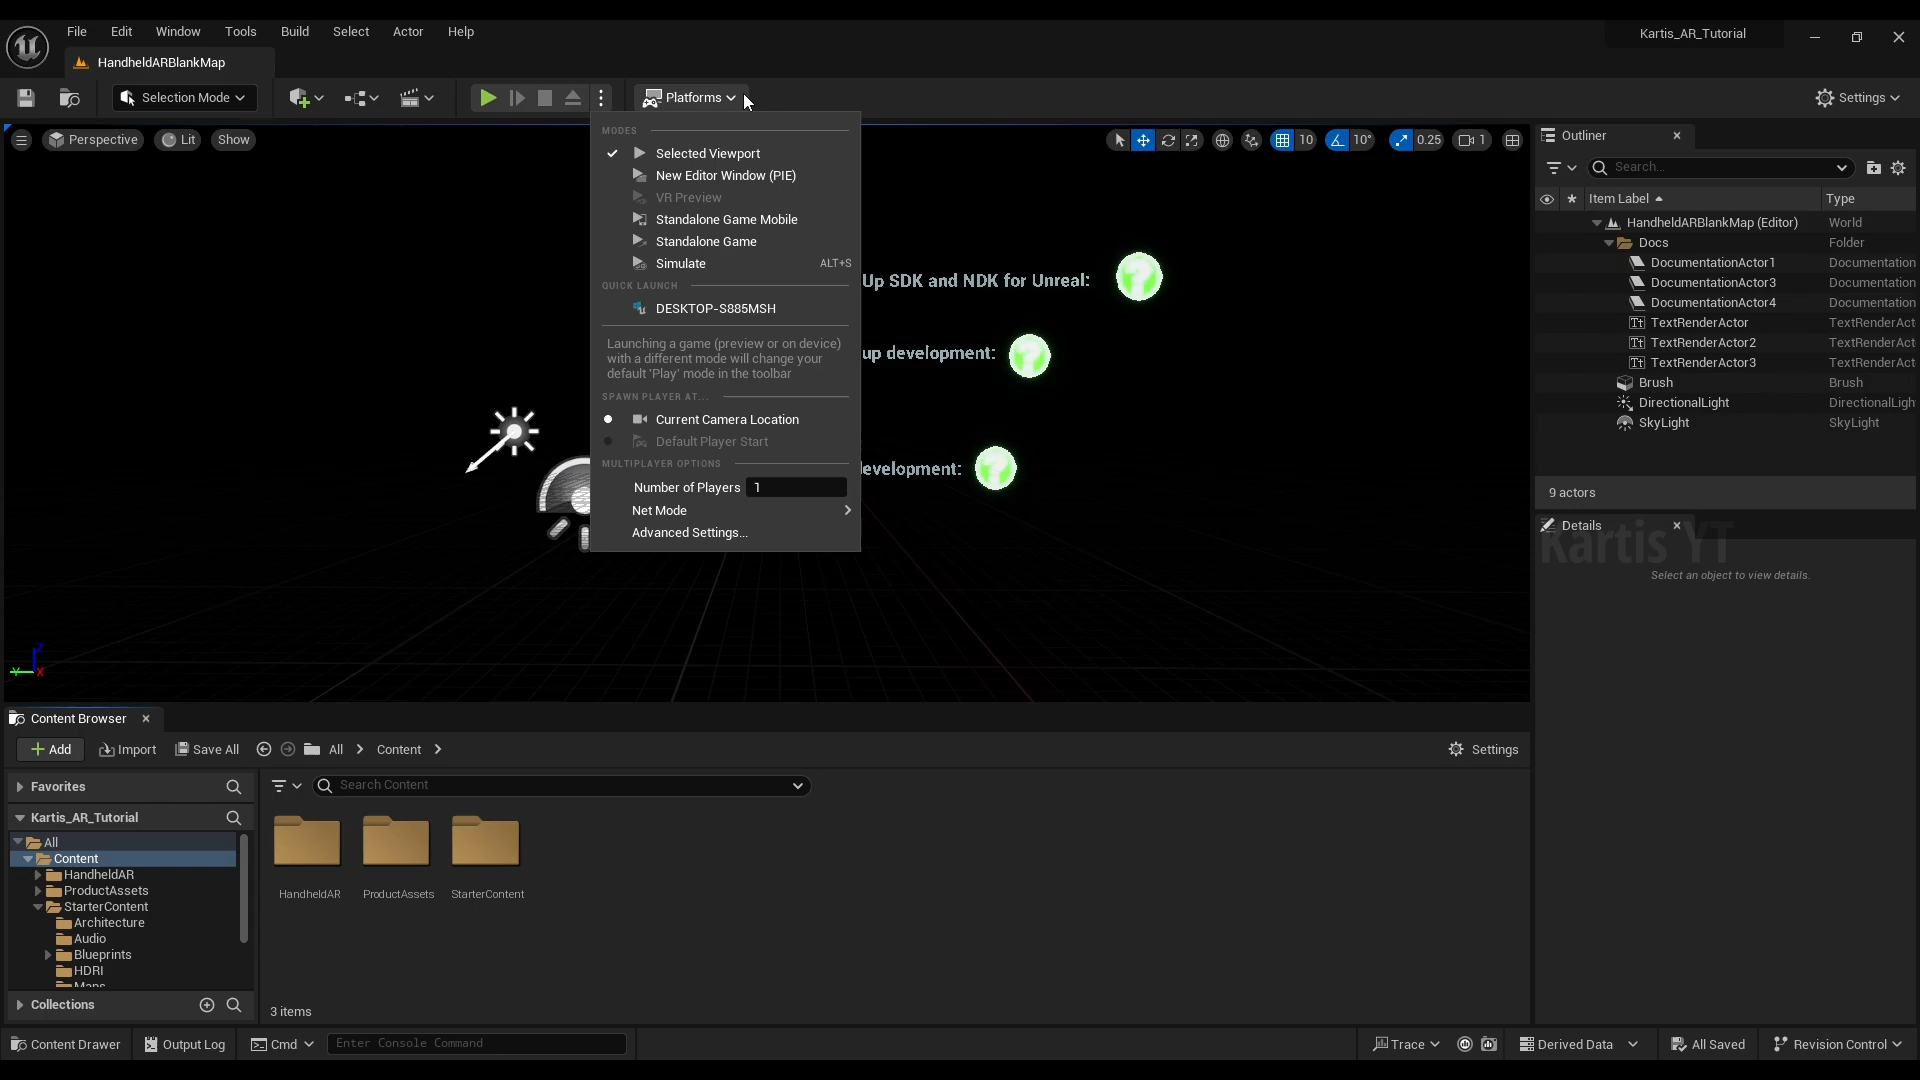 File Edit Window Tools Build Select Actor Help
Kartis_AR_Tutorial
HandheldARBlankMap
Selection Mode
Platforms
Settings
Perspective
Lit
Show
10
10°
0.25
1
MODES
Selected Viewport
New Editor Window (PIE)
VR Preview
Standalone Game Mobile
Standalone Game
Simulate ALT+S
QUICK LAUNCH
DESKTOP-S885MSH
Launching a game (preview or on device)
with a different mode will change your
default 'Play' mode in the toolbar
SPAWN PLAYER AT...
Current Camera Location
Default Player Start
MULTIPLAYER OPTIONS
Number of Players 1
Net Mode
Advanced Settings...
Up SDK and NDK for Unreal:
up development:
evelopment:
Z
Y
X
Outliner
Search...
Item Label Type
HandheldARBlankMap (Editor) World
Docs Folder
DocumentationActor1 Documentation
DocumentationActor3 Documentation
DocumentationActor4 Documentation
TextRenderActor TextRenderAct
TextRenderActor2 TextRenderAct
TextRenderActor3 TextRenderAct
Brush Brush
DirectionalLight DirectionalLigh
SkyLight SkyLight
9 actors
Details
Kartis YT
Select an object to view details.
Content Browser
Add Import Save All All Content Settings
Favorites
Search Content
Kartis_AR_Tutorial
All
Content
HandheldAR
ProductAssets
StarterContent
Architecture
Audio
Blueprints
HDRI
Maps
Collections
HandheldAR ProductAssets StarterContent
3 items
Content Drawer Output Log Cmd Enter Console Command Trace Derived Data All Saved Revision Control